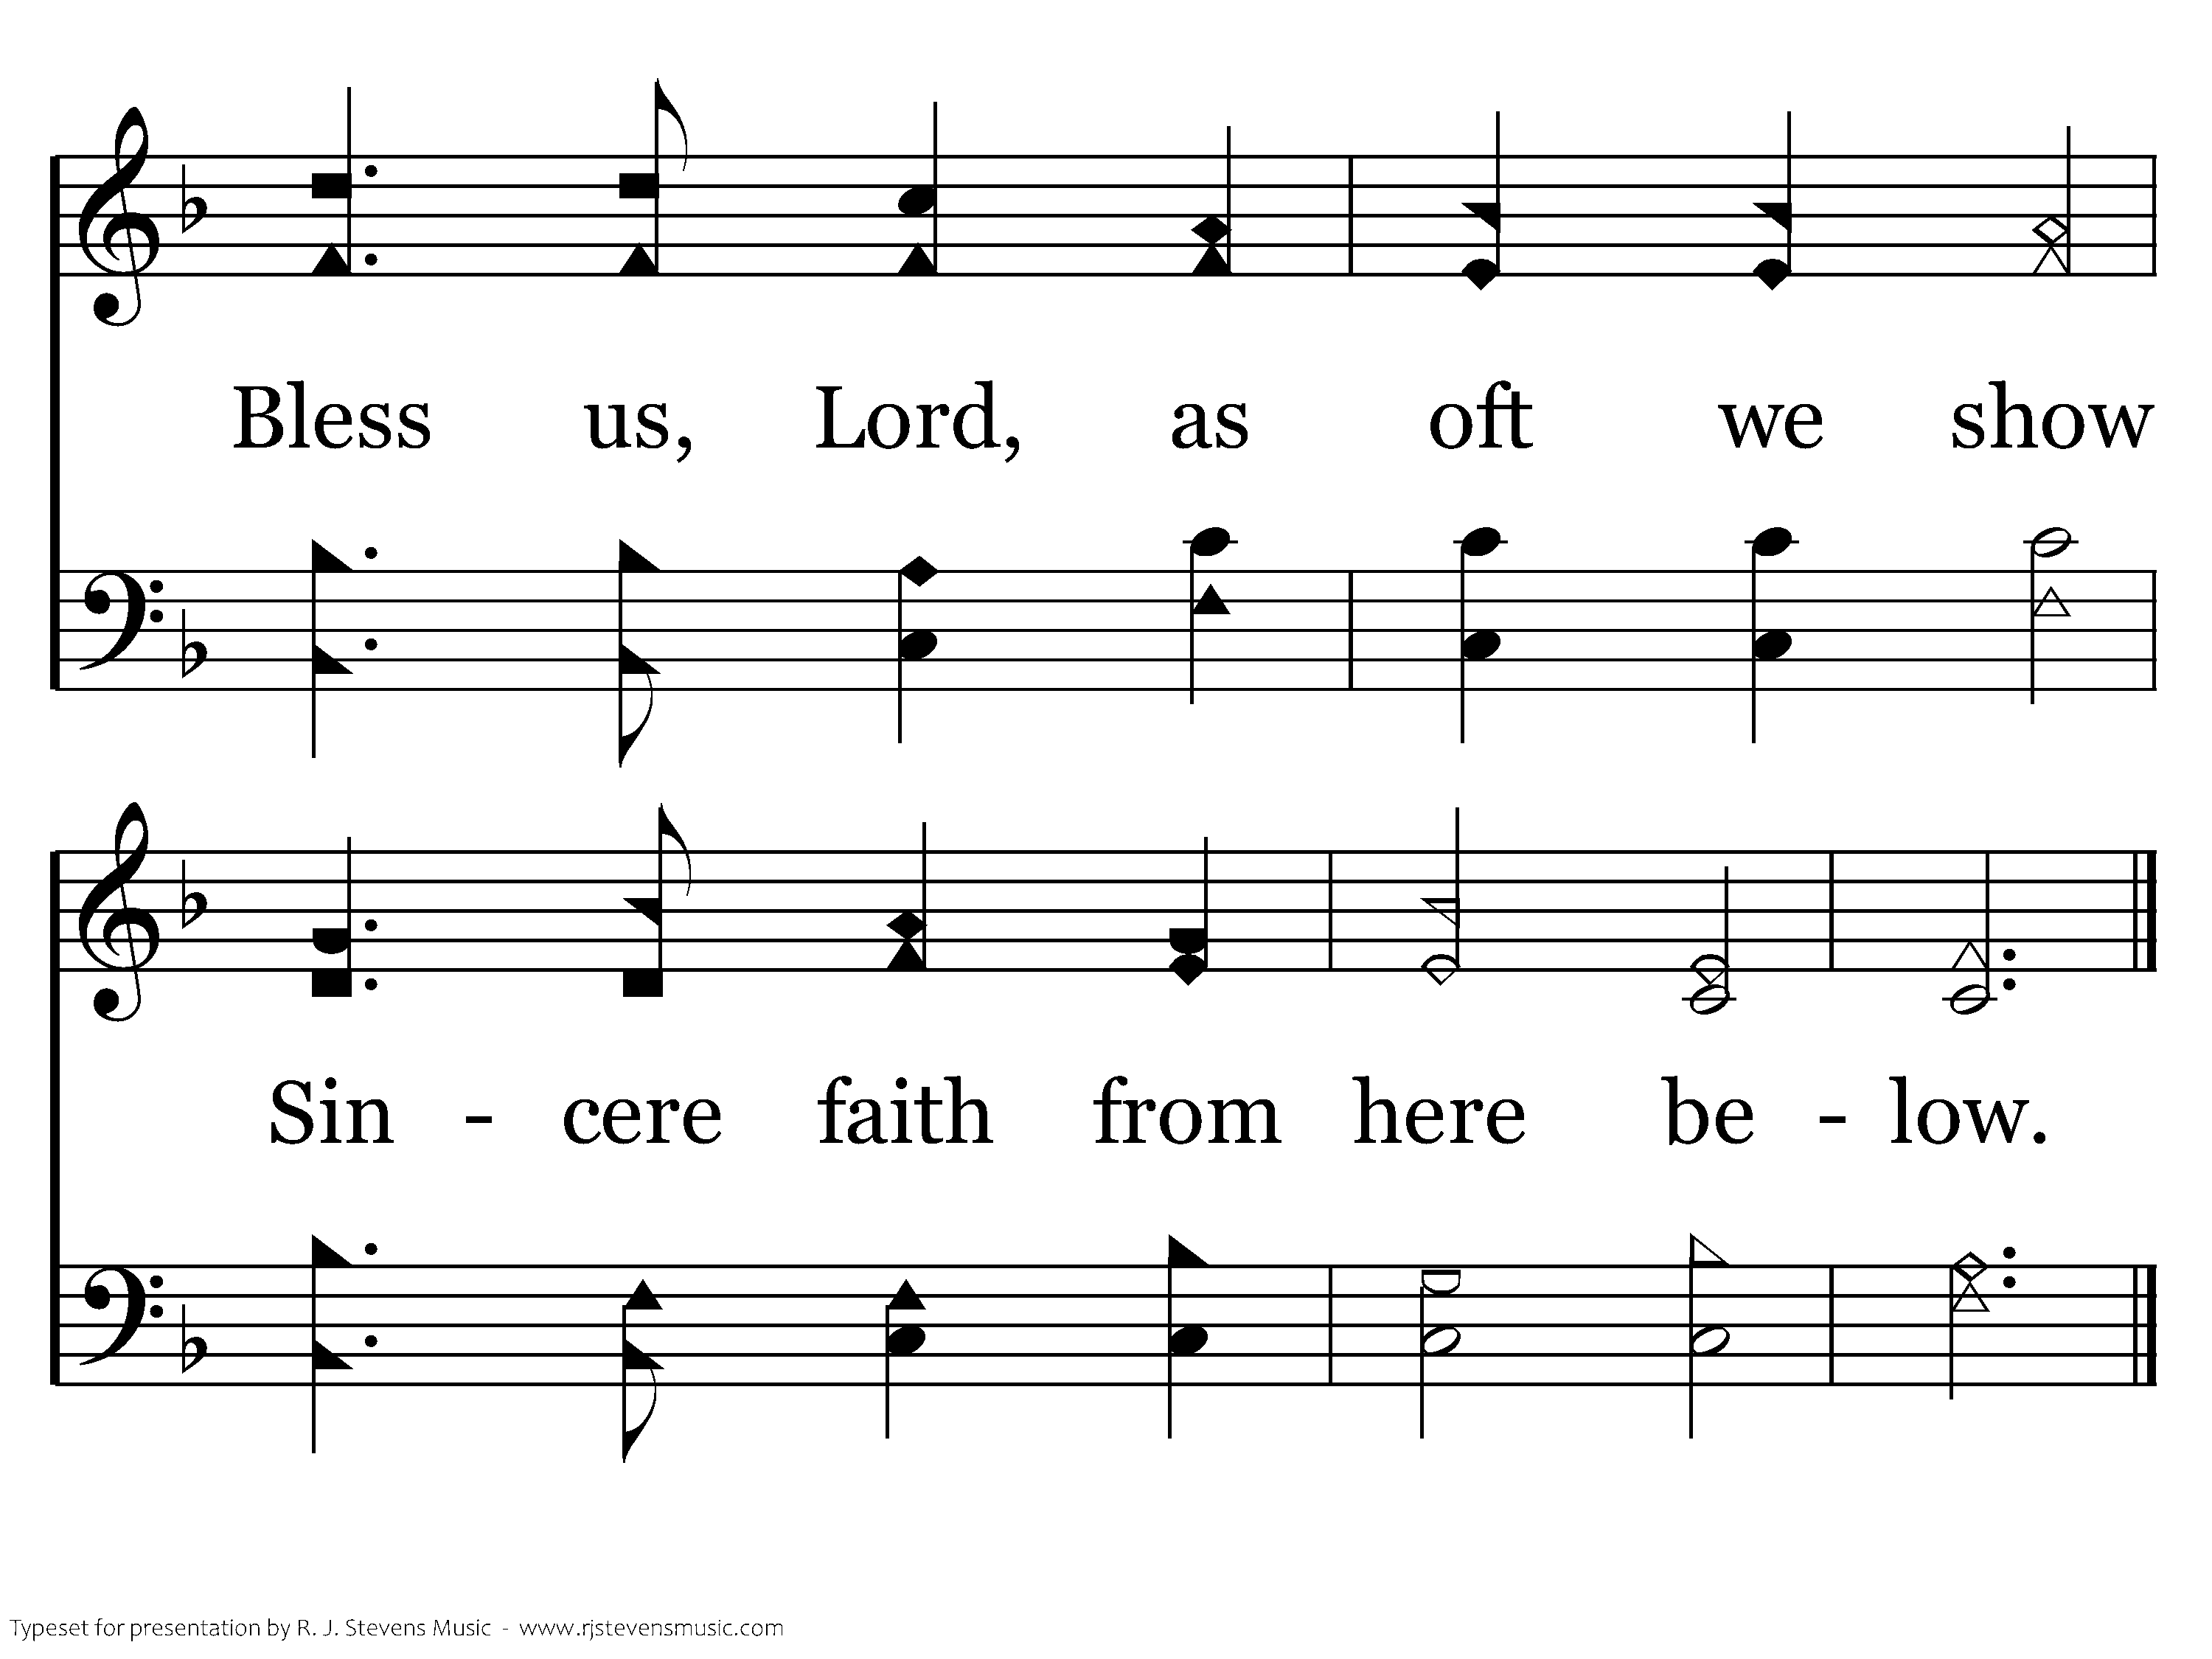 Bless us, Lord, as oft we show
Sin - cere faith from here be - low.
Typeset for presentation by R. J. Stevens Music - www.rjstevensmusic.com